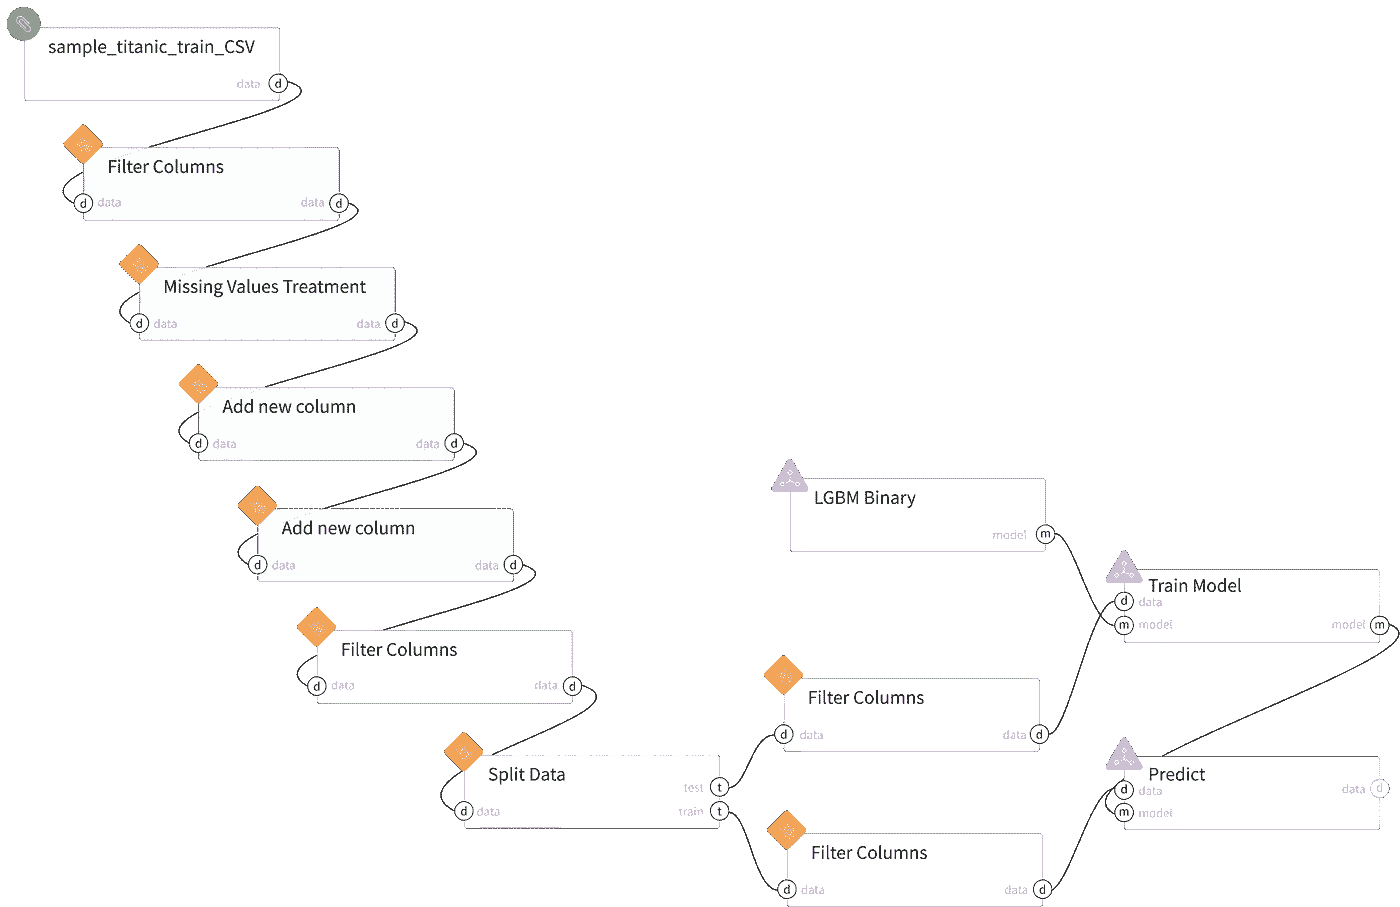 sample_titanic_train_CSV
data d
Filter Columns
d data data d
Missing Values Treatment
d data data d
Add new column
d data data d
Add new column
d data data d
Filter Columns
d data data d
Split Data
test t
d data train t
LGBM Binary
model m
Filter Columns
d data data d
Filter Columns
d data data d
Train Model
d data
m model model m
Predict
d data data d
m model